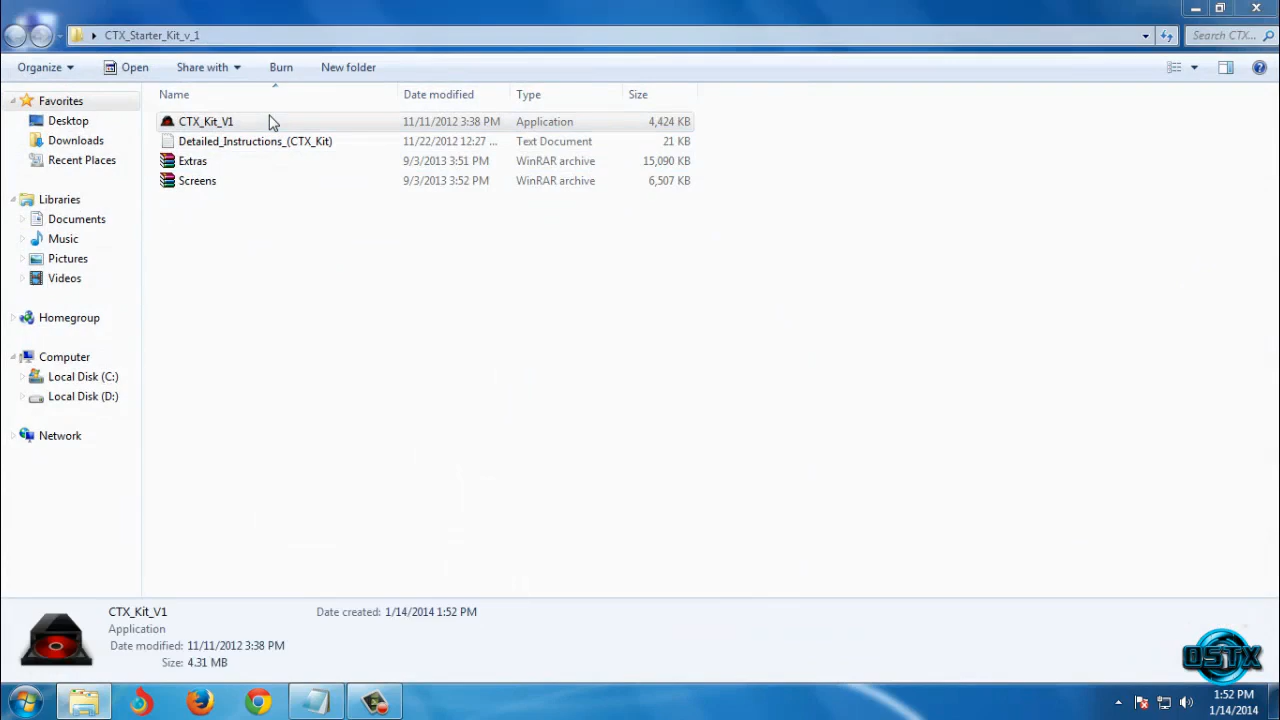 CTX_Starter_Kit_v_1
Search CTX...
Organize Open Share with Burn New folder
Name Date modified Type Size
Favorites
Desktop
Downloads
Recent Places
Libraries
Documents
Music
Pictures
Videos
Homegroup
Computer
Local Disk (C:)
Local Disk (D:)
Network
CTX_Kit_V1 11/11/2012 3:38 PM Application 4,424 KB
Detailed_Instructions_(CTX_Kit) 11/22/2012 12:27 ... Text Document 21 KB
Extras 9/3/2013 3:51 PM WinRAR archive 15,090 KB
Screens 9/3/2013 3:52 PM WinRAR archive 6,507 KB
CTX_Kit_V1 Date created: 1/14/2014 1:52 PM
Application
Date modified: 11/11/2012 3:38 PM
Size: 4.31 MB
OSTX
1:52 PM
1/14/2014